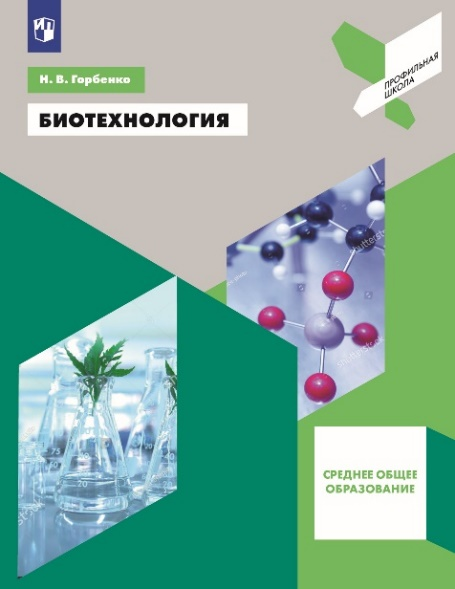 Н. В. Горбенко
БИОТЕХНОЛОГИЯ
ПРОФИЛЬНАЯ
ШКОЛА
СРЕДНЕЕ ОБЩЕЕ
ОБРАЗОВАНИЕ